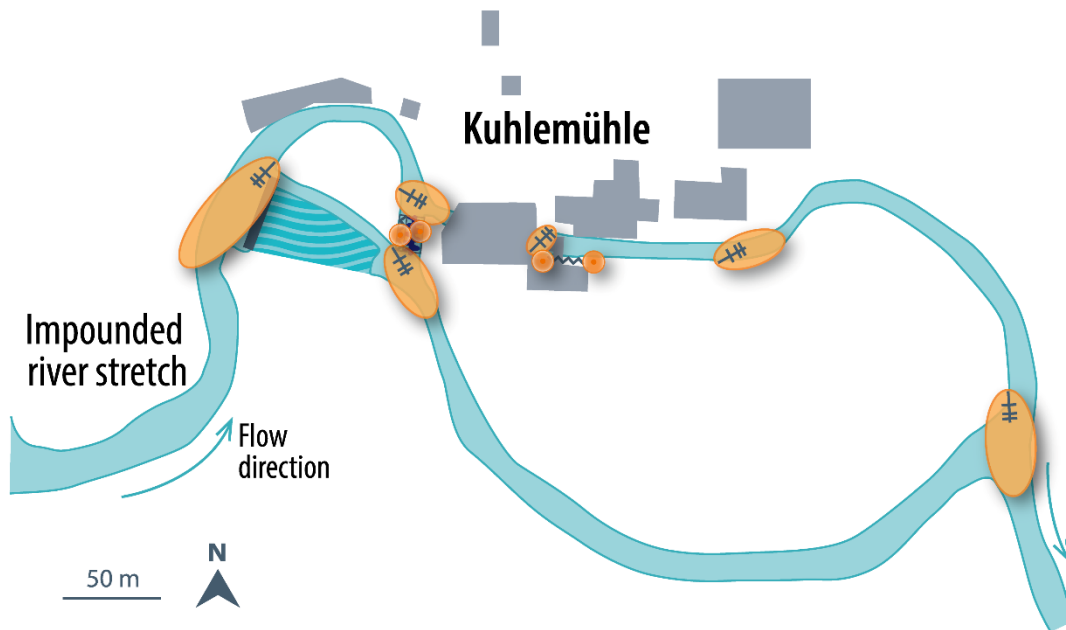 Kuhlemühle
Impounded
river stretch
Flow
direction
N
50 m